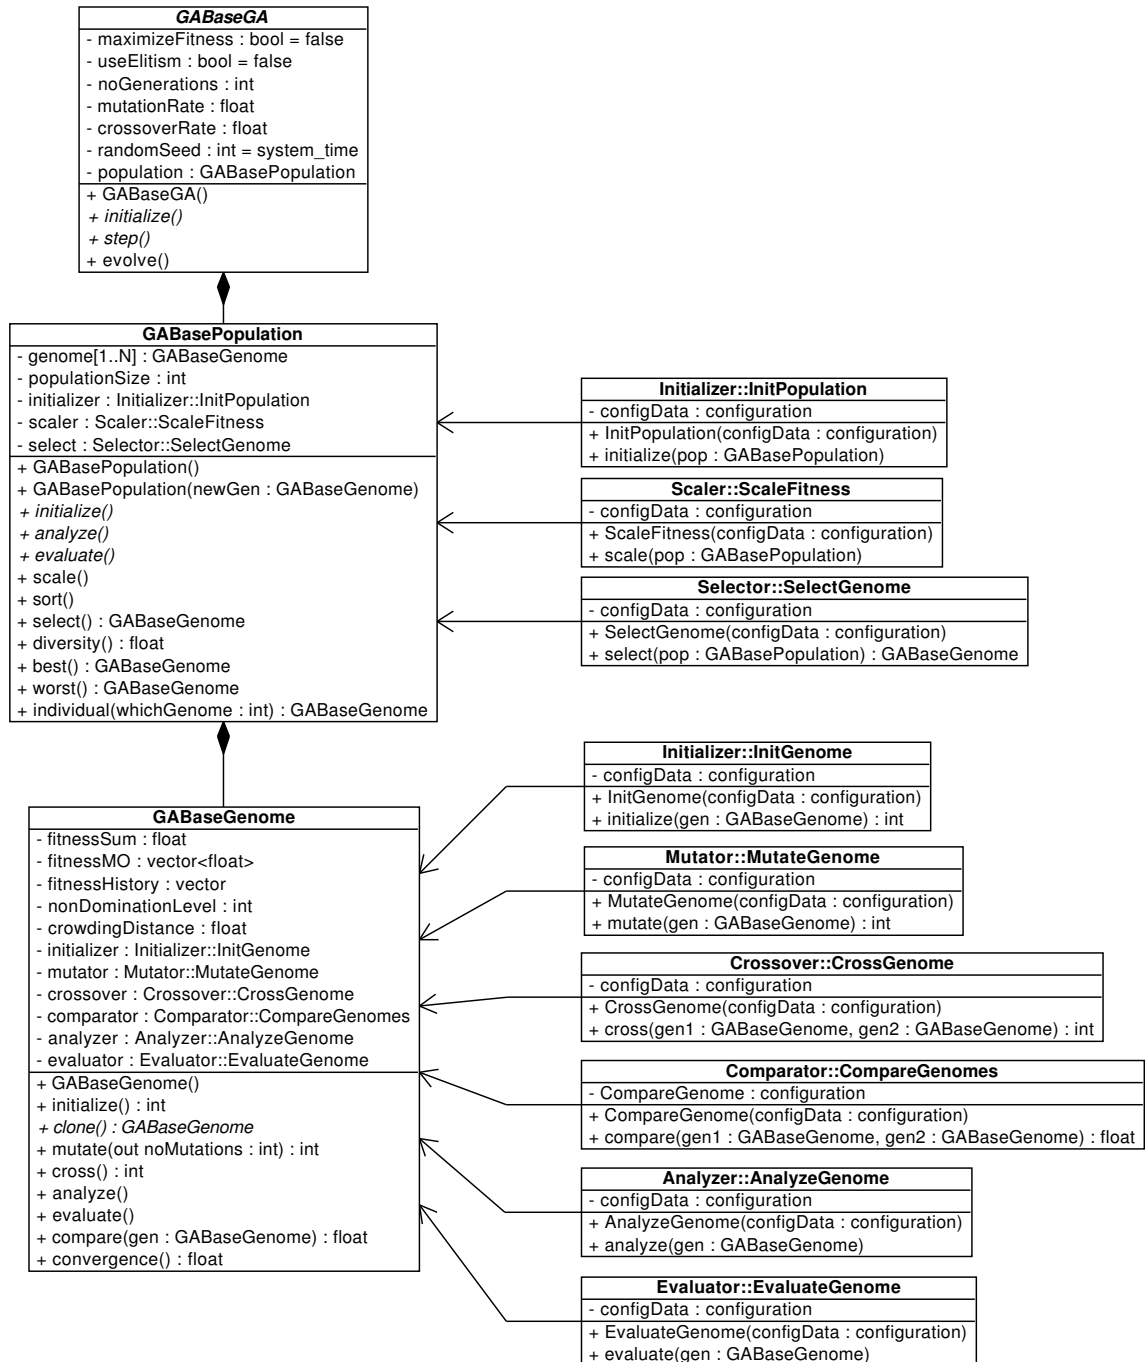 GABaseGA
- maximizeFitness : bool = false
- useElitism : bool = false
- noGenerations : int
- mutationRate : float
- crossoverRate : float
- randomSeed : int = system_time
- population : GABasePopulation
+ GABaseGA()
+ initialize()
+ step()
+ evolve()
GABasePopulation
- genome[1..N] : GABaseGenome
- populationSize : int
- initializer : Initializer::InitPopulation
- scaler : Scaler::ScaleFitness
- select : Selector::SelectGenome
+ GABasePopulation()
+ GABasePopulation(newGen : GABaseGenome)
+ initialize()
+ analyze()
+ evaluate()
+ scale()
+ sort()
+ select() : GABaseGenome
+ diversity() : float
+ best() : GABaseGenome
+ worst() : GABaseGenome
+ individual(whichGenome : int) : GABaseGenome
Initializer::InitPopulation
- configData : configuration
+ InitPopulation(configData : configuration)
+ initialize(pop : GABasePopulation)
Scaler::ScaleFitness
- configData : configuration
+ ScaleFitness(configData : configuration)
+ scale(pop : GABasePopulation)
Selector::SelectGenome
- configData : configuration
+ SelectGenome(configData : configuration)
+ select(pop : GABasePopulation) : GABaseGenome
GABaseGenome
- fitnessSum : float
- fitnessMO : vector<float>
- fitnessHistory : vector
- nonDominationLevel : int
- crowdingDistance : float
- initializer : Initializer::InitGenome
- mutator : Mutator::MutateGenome
- crossover : Crossover::CrossGenome
- comparator : Comparator::CompareGenomes
- analyzer : Analyzer::AnalyzeGenome
- evaluator : Evaluator::EvaluateGenome
+ GABaseGenome()
+ initialize() : int
+ clone() : GABaseGenome
+ mutate(out noMutations : int) : int
+ cross() : int
+ analyze()
+ evaluate()
+ compare(gen : GABaseGenome) : float
+ convergence() : float
Initializer::InitGenome
- configData : configuration
+ InitGenome(configData : configuration)
+ initialize(gen : GABaseGenome) : int
Mutator::MutateGenome
- configData : configuration
+ MutateGenome(configData : configuration)
+ mutate(gen : GABaseGenome) : int
Crossover::CrossGenome
- configData : configuration
+ CrossGenome(configData : configuration)
+ cross(gen1 : GABaseGenome, gen2 : GABaseGenome) : int
Comparator::CompareGenomes
- CompareGenome : configuration
+ CompareGenome(configData : configuration)
+ compare(gen1 : GABaseGenome, gen2 : GABaseGenome) : float
Analyzer::AnalyzeGenome
- configData : configuration
+ AnalyzeGenome(configData : configuration)
+ analyze(gen : GABaseGenome)
Evaluator::EvaluateGenome
- configData : configuration
+ EvaluateGenome(configData : configuration)
+ evaluate(gen : GABaseGenome)